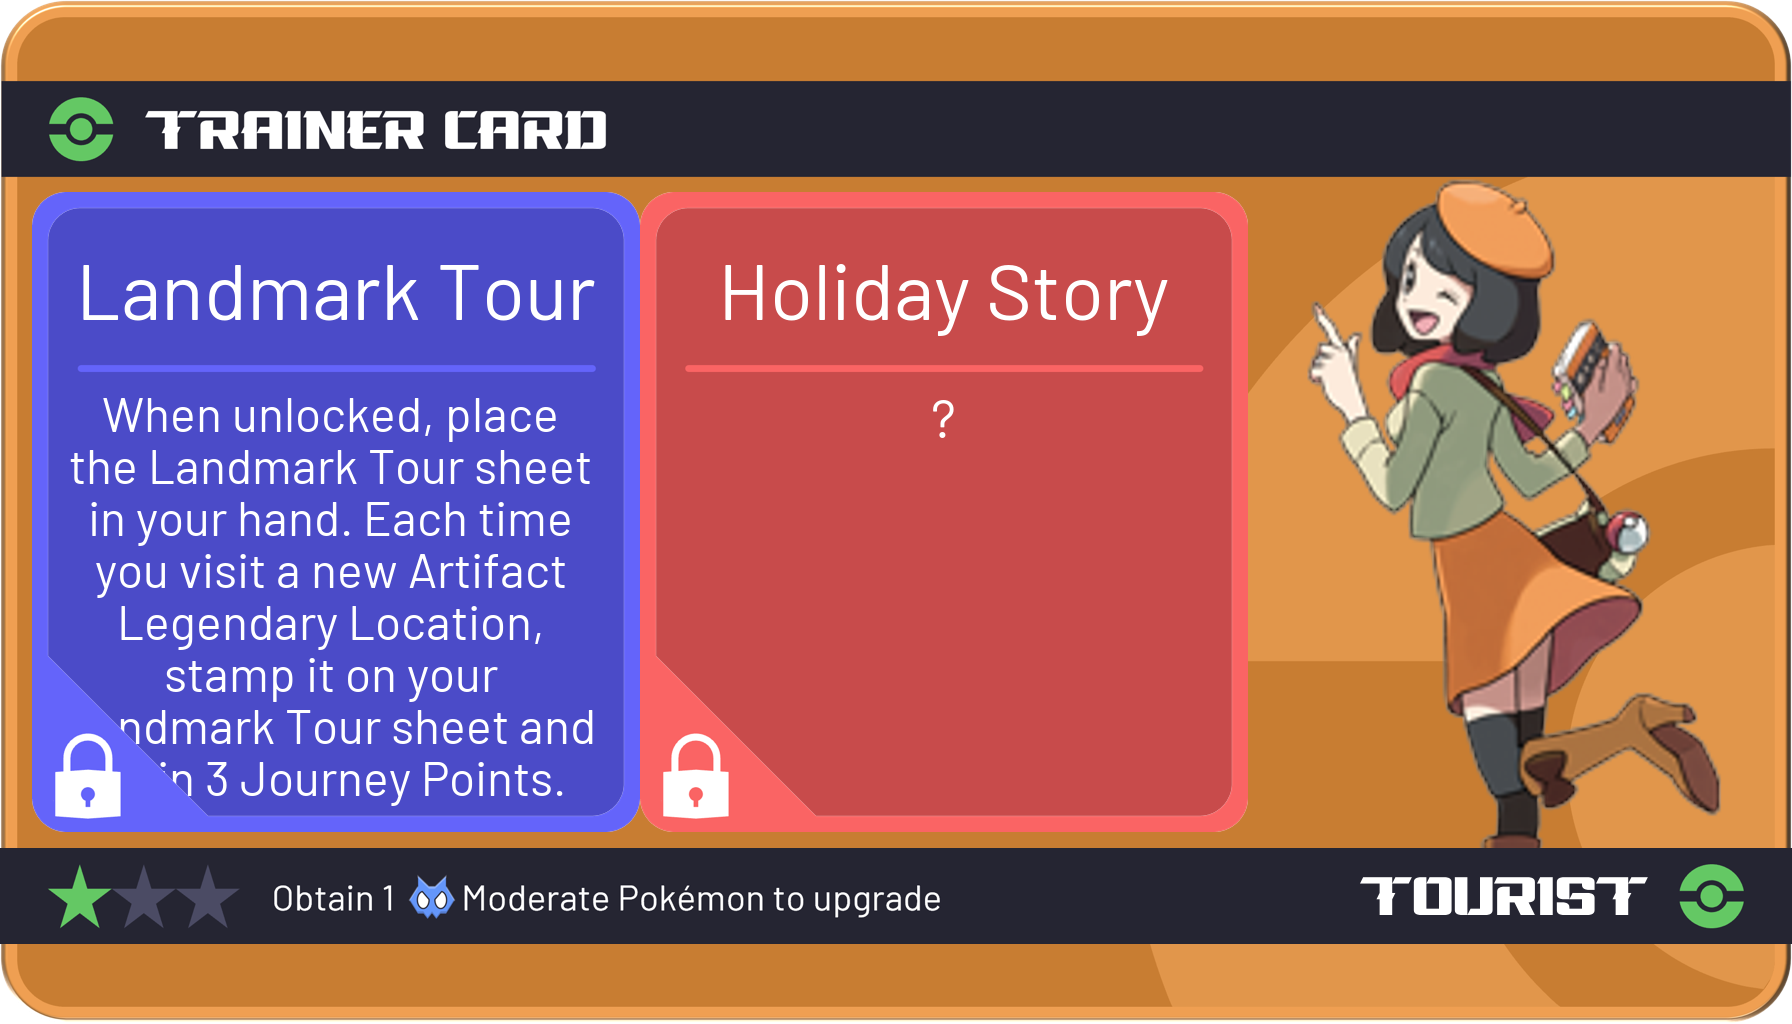 TRAINER CARD
Landmark Tour
When unlocked, place
the Landmark Tour sheet
in your hand. Each time
you visit a new Artifact
Legendary Location,
stamp it on your
ndmark Tour sheet and
in 3 Journey Points.
Holiday Story
?
Obtain 1 Moderate Pokémon to upgrade
TOURIST